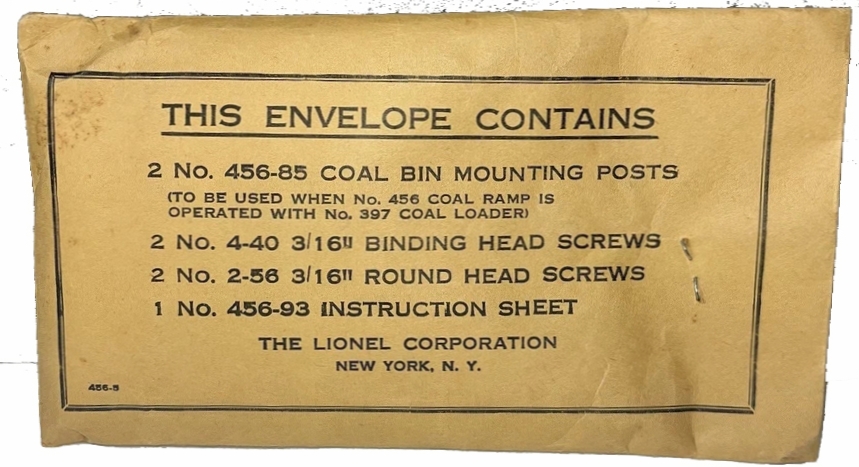 THIS ENVELOPE CONTAINS
2 No. 456-85 COAL BIN MOUNTING POSTS
(TO BE USED WHEN No. 456 COAL RAMP IS
OPERATED WITH No. 397 COAL LOADER)
2 No. 4-40 3/16" BINDING HEAD SCREWS
2 No. 2-56 3/16" ROUND HEAD SCREWS
1 No. 456-93 INSTRUCTION SHEET
THE LIONEL CORPORATION
NEW YORK, N. Y.
456-5